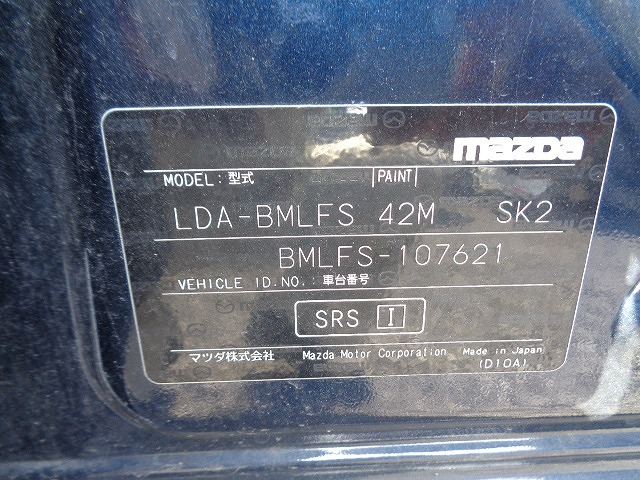 mazda
MODEL：型式 PAINT
LDA-BMLFS 42M SK2
BMLFS-107621
VEHICLE ID.NO.：車台番号
SRS I
マツダ株式会社 Mazda Motor Corporation Made in Japan
(D10A)